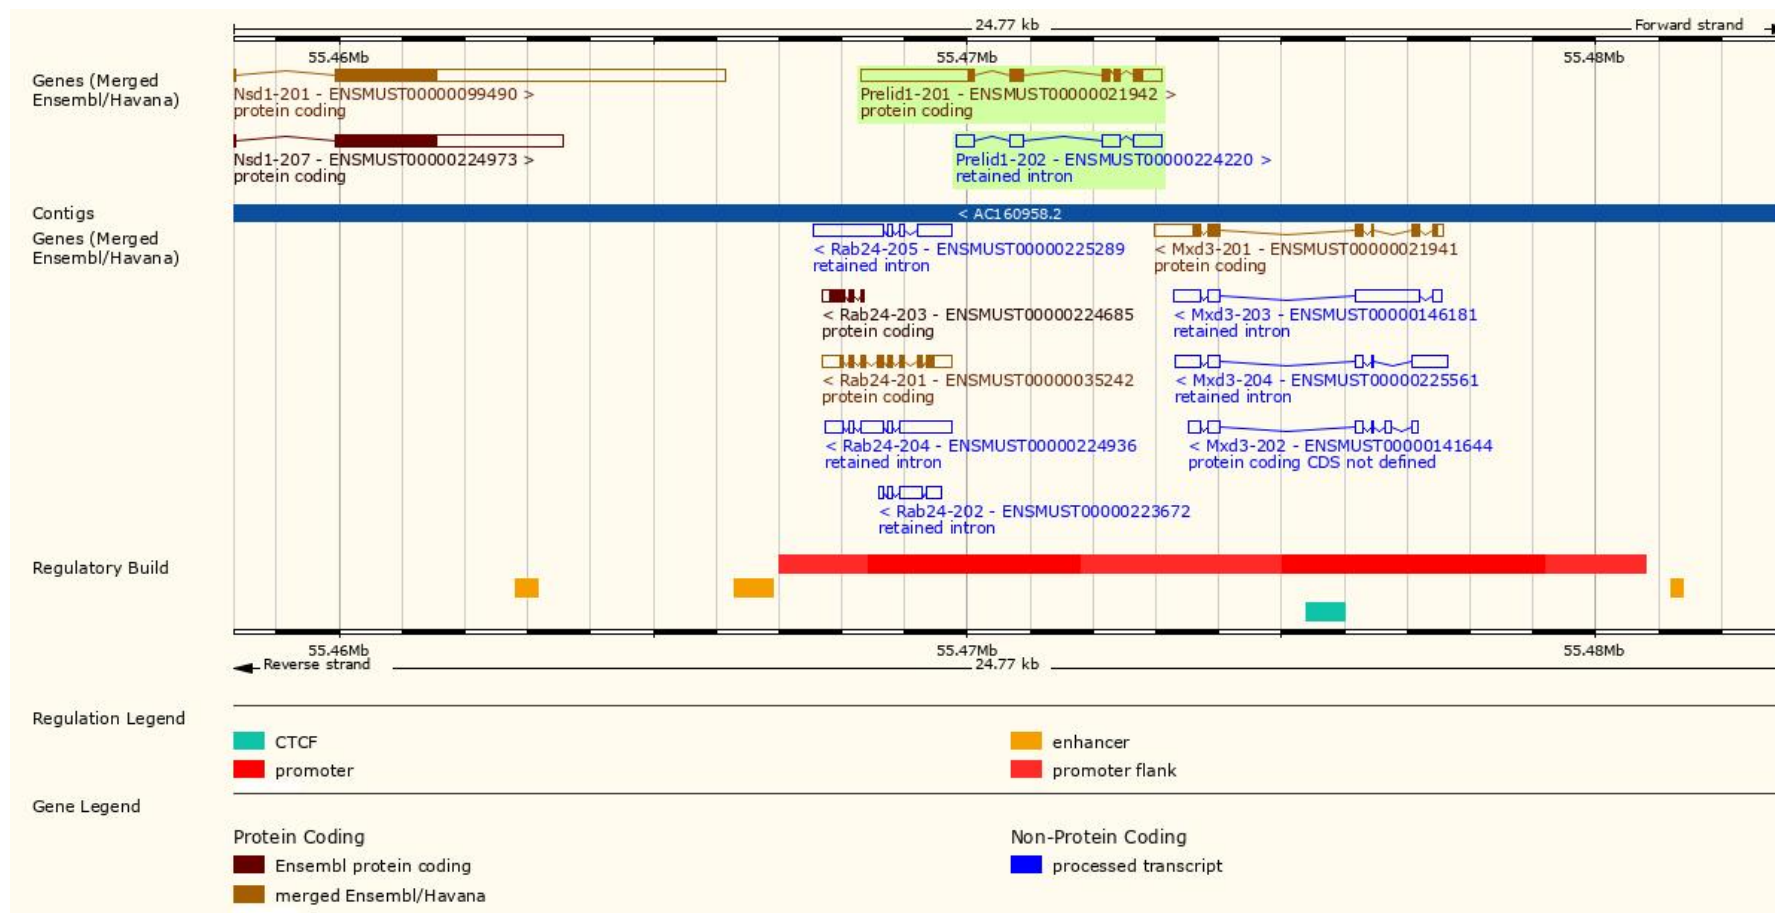 24.77 kb
Forward strand
55.46Mb
55.47Mb
55.48Mb
Genes (Merged
Ensembl/Havana)
Nsd1-201 - ENSMUST00000099490 >
protein coding
Prelid1-201 - ENSMUST00000021942 >
protein coding
Nsd1-207 - ENSMUST00000224973 >
protein coding
Prelid1-202 - ENSMUST00000224220 >
retained intron
Contigs
< AC160958.2
Genes (Merged
Ensembl/Havana)
< Rab24-205 - ENSMUST00000225289
retained intron
< Mxd3-201 - ENSMUST00000021941
protein coding
< Rab24-203 - ENSMUST00000224685
protein coding
< Mxd3-203 - ENSMUST00000146181
retained intron
< Rab24-201 - ENSMUST00000035242
protein coding
< Mxd3-204 - ENSMUST00000225561
retained intron
< Rab24-204 - ENSMUST00000224936
retained intron
< Mxd3-202 - ENSMUST00000141644
protein coding CDS not defined
< Rab24-202 - ENSMUST00000223672
retained intron
Regulatory Build
55.46Mb
55.47Mb
55.48Mb
Reverse strand
24.77 kb
Regulation Legend
CTCF
enhancer
promoter
promoter flank
Gene Legend
Protein Coding
Non-Protein Coding
Ensembl protein coding
processed transcript
merged Ensembl/Havana